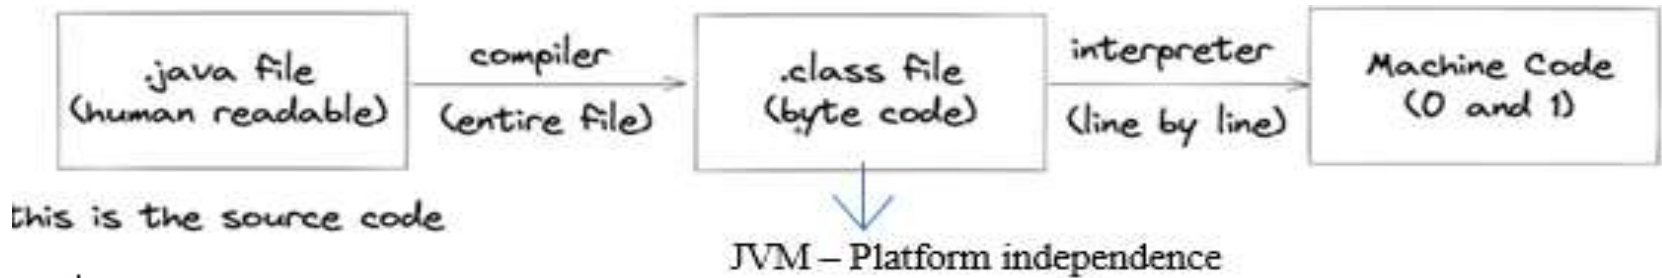 .java file
(human readable)
compiler
(entire file)
.class file
(byte code)
interpreter
(line by line)
Machine Code
(0 and 1)
this is the source code
JVM – Platform independence